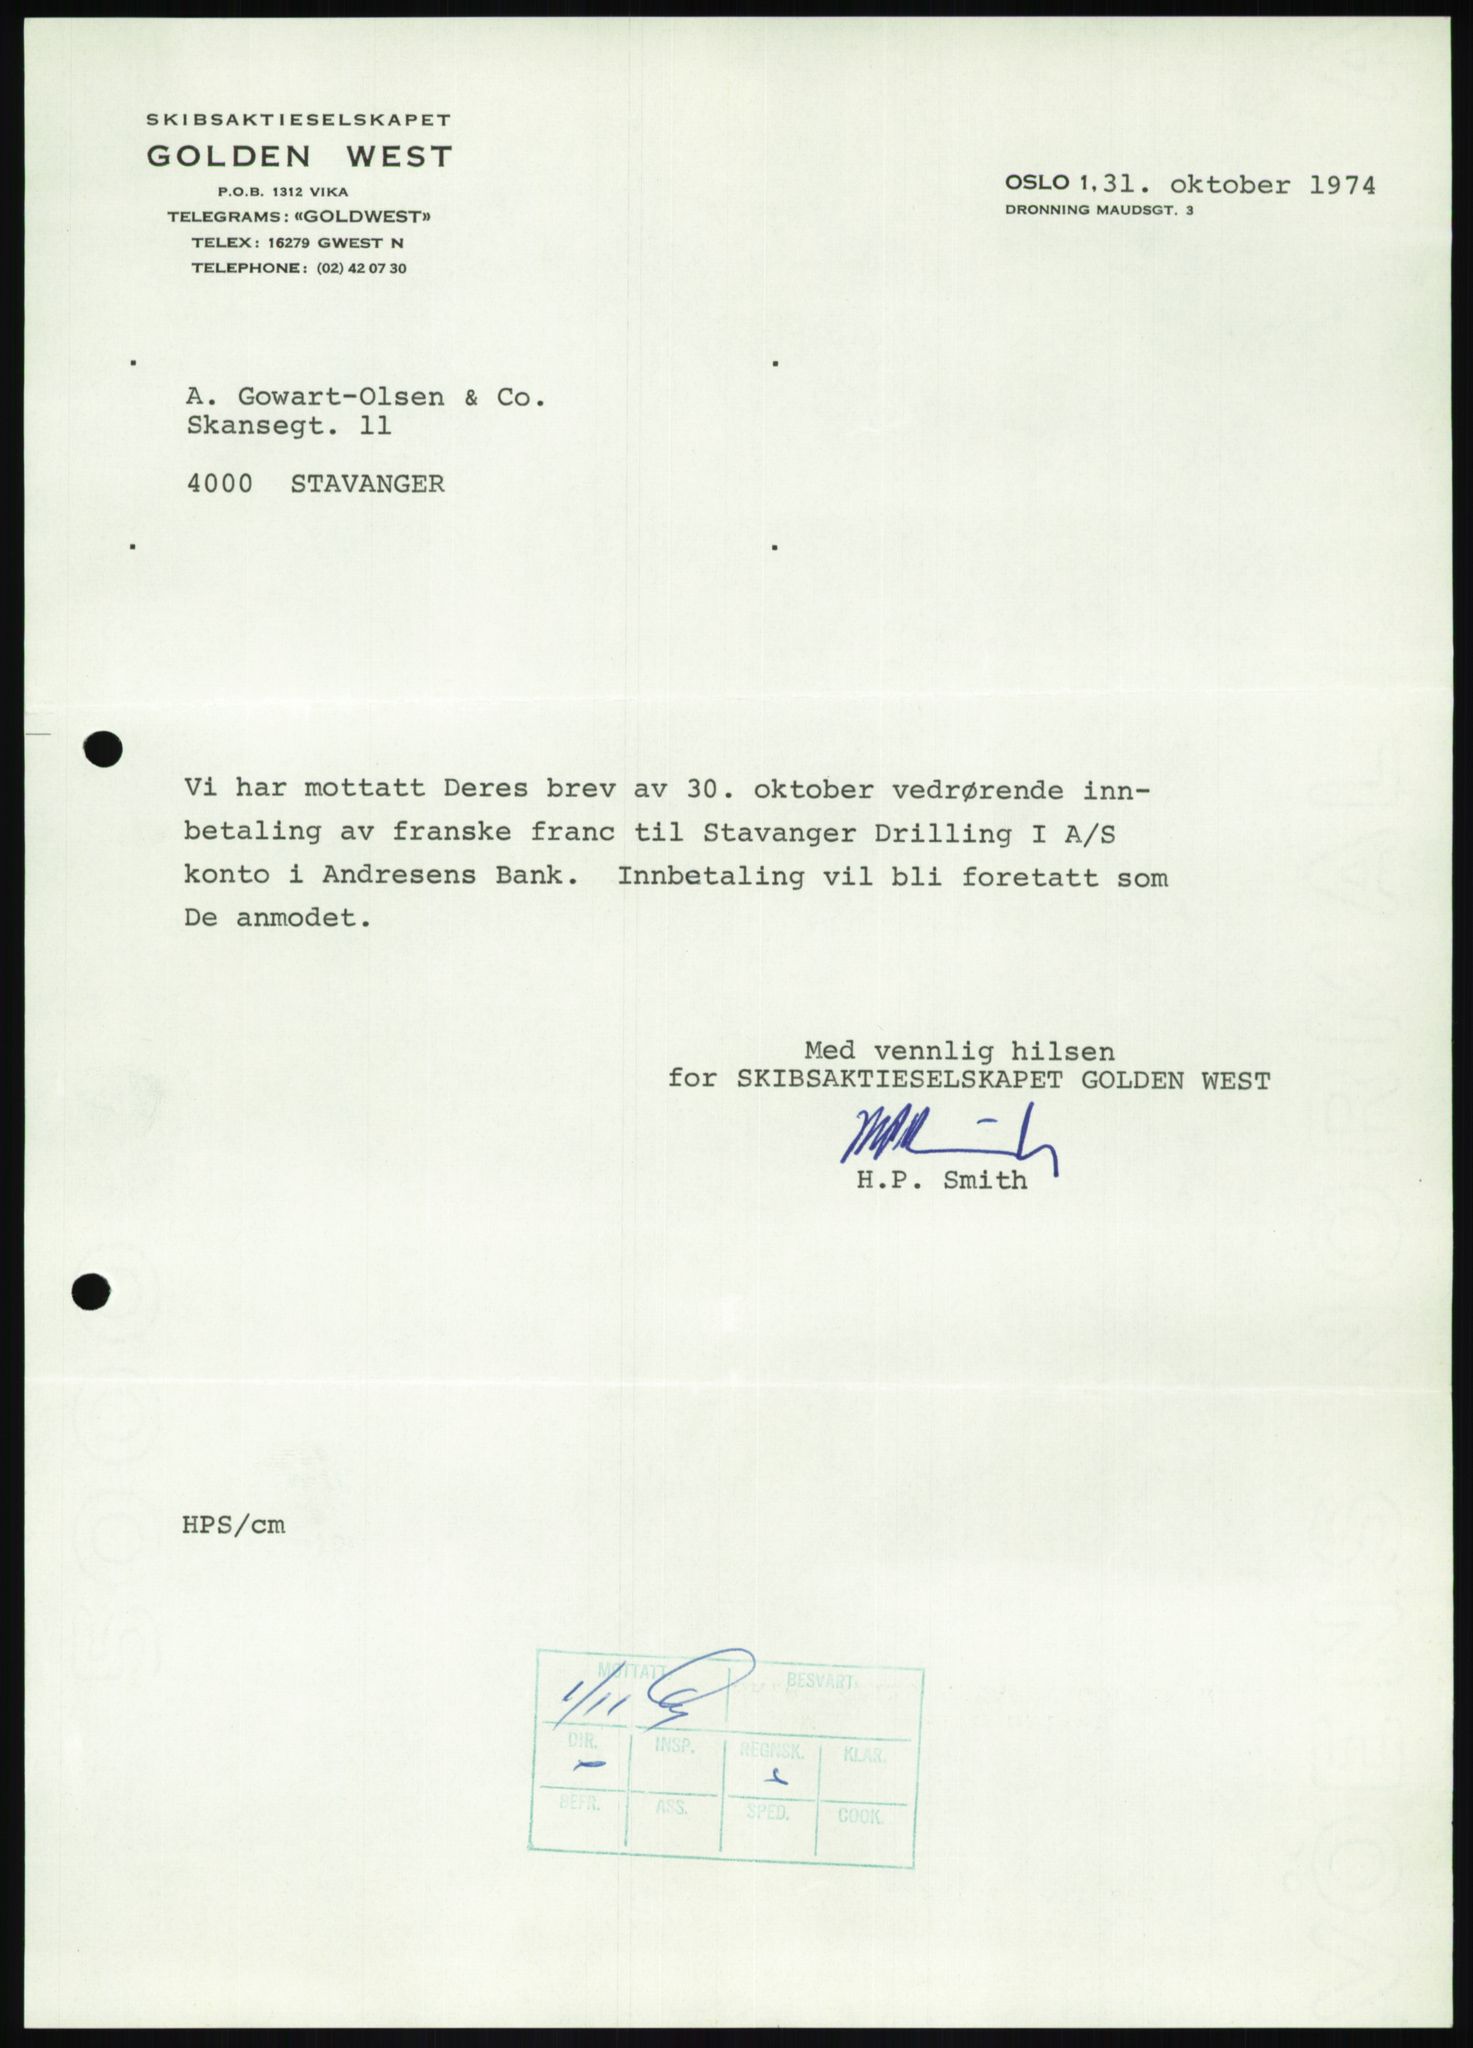 SKIBSAKTIESELSKAPET
GOLDEN WEST
P.O.B. 1312 VIKA
TELEGRAMS: «GOLDWEST»
TELEX: 16279 GWEST N
TELEPHONE: (02) 42 07 30
OSLO 1, 31. oktober 1974
DRONNING MAUDSGT. 3
A. Gowart-Olsen & Co.
Skansegt. 11
4000 STAVANGER
Vi har mottatt Deres brev av 30. oktober vedrørende inn-
betaling av franske franc til Stavanger Drilling I A/S
konto i Andresens Bank. Innbetaling vil bli foretatt som
De anmodet.
Med vennlig hilsen
for SKIBSAKTIESELSKAPET GOLDEN WEST
H.P. Smith
HPS/cm
MOTTATT BESVART
1/11
DIR. INSP. REGNSK. KLAR.
BEFR. ASS. SPED. COOK.